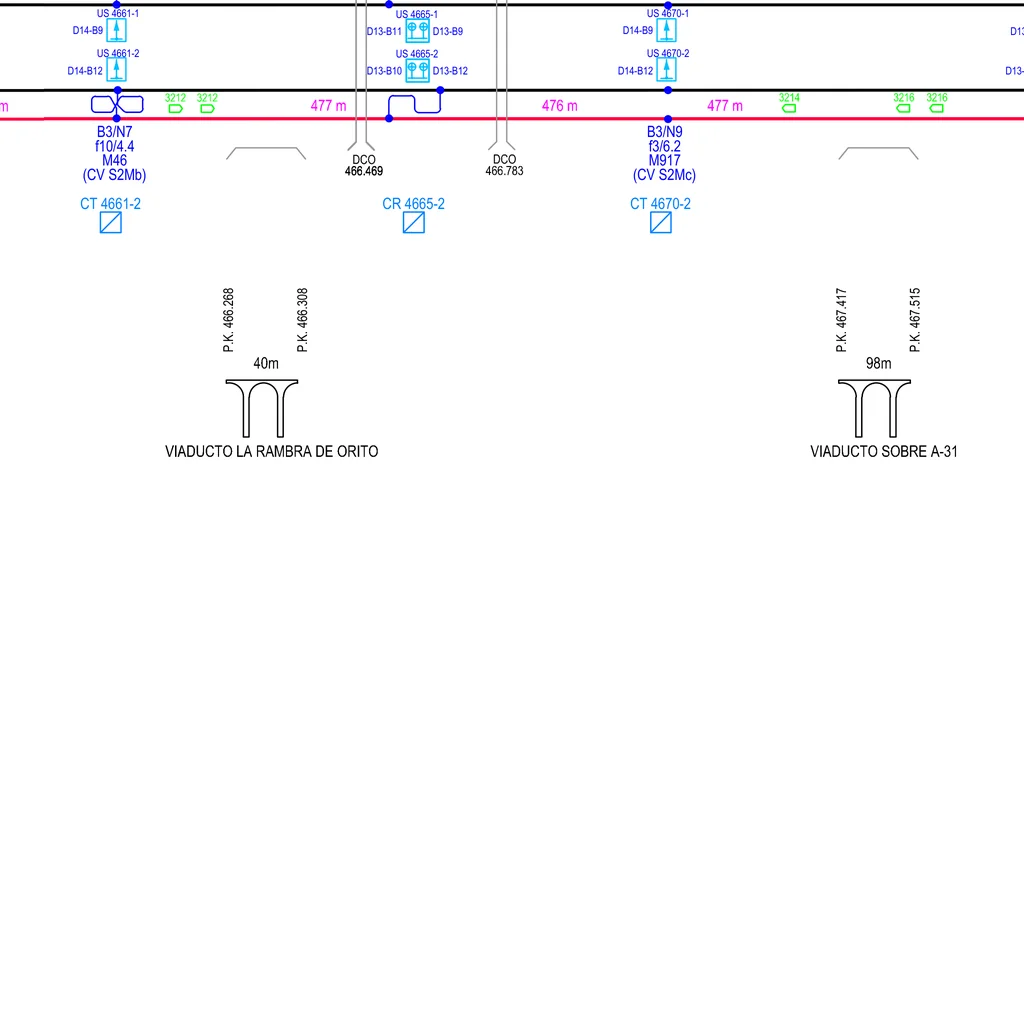 US 4661-1
US 4665-1
US 4670-1
D14-B9
D13-B11
D13-B9
D14-B9
US 4661-2
US 4665-2
US 4670-2
D14-B12
D13-B10
D13-B12
D14-B12
D13-
m
3212
3212
477 m
476 m
477 m
3214
3216
3216
B3/N7
f10/4.4
M46
(CV S2Mb)
DCO
466.469
DCO
466.783
B3/N9
f3/6.2
M917
(CV S2Mc)
CT 4661-2
CR 4665-2
CT 4670-2
P.K. 466.268
P.K. 466.308
P.K. 467.417
P.K. 467.515
40m
98m
VIADUCTO LA RAMBRA DE ORITO
VIADUCTO SOBRE A-31